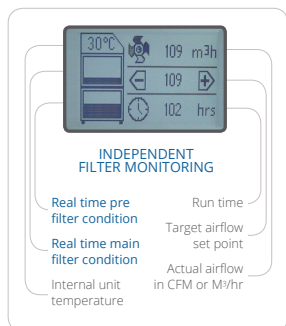 30°C 109 m3h
109
102 hrs
INDEPENDENT
FILTER MONITORING
Real time pre
filter condition
Real time main
filter condition
Internal unit
temperature
Run time
Target airflow
set point
Actual airflow
in CFM or M³/hr